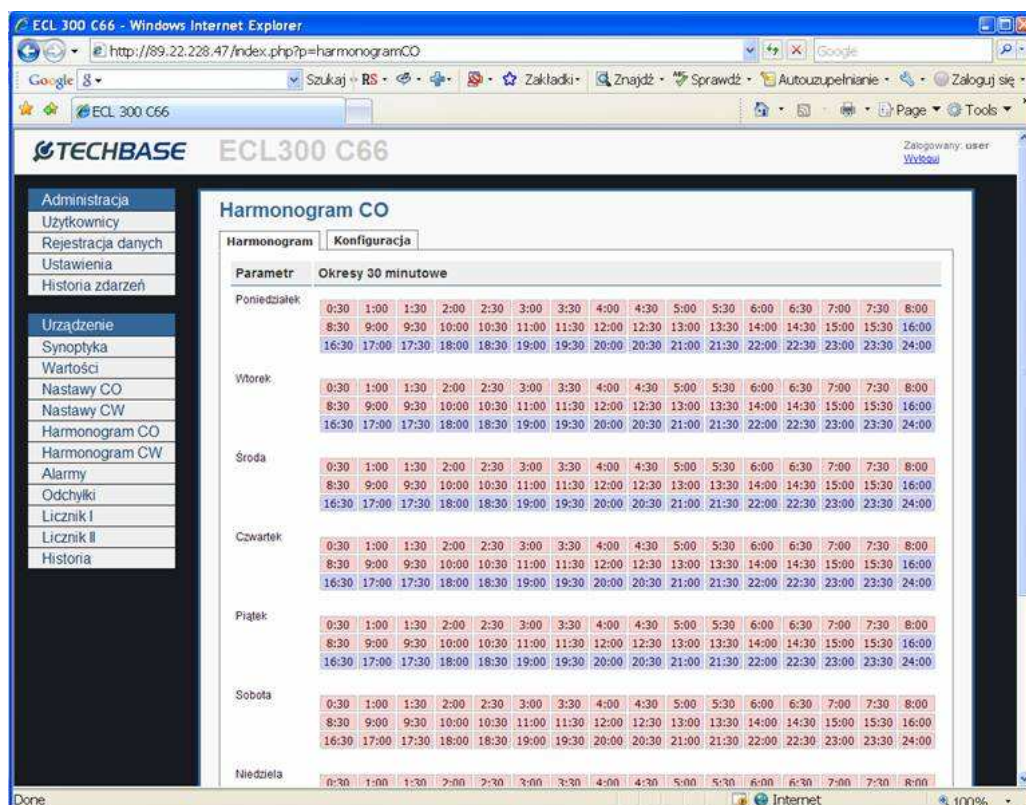 ECL 300 C66 - Windows Internet Explorer
http://89.22.228.47/index.php?p=harmonogramCO Google
Google Szukaj RS Zakładki Znajdź Sprawdź Autouzupełnianie Zaloguj się
ECL 300 C66 Page Tools
TECHBASE ECL300 C66 Zalogowany: user
Wyloguj
Administracja
Użytkownicy
Rejestracja danych
Ustawienia
Historia zdarzeń
Urządzenie
Synoptyka
Wartości
Nastawy CO
Nastawy CW
Harmonogram CO
Harmonogram CW
Alarmy
Odchyłki
Licznik I
Licznik II
Historia
Harmonogram CO
Harmonogram Konfiguracja
Parametr Okresy 30 minutowe
Poniedziałek
0:30 1:00 1:30 2:00 2:30 3:00 3:30 4:00 4:30 5:00 5:30 6:00 6:30 7:00 7:30 8:00
8:30 9:00 9:30 10:00 10:30 11:00 11:30 12:00 12:30 13:00 13:30 14:00 14:30 15:00 15:30 16:00
16:30 17:00 17:30 18:00 18:30 19:00 19:30 20:00 20:30 21:00 21:30 22:00 22:30 23:00 23:30 24:00
Wtorek
0:30 1:00 1:30 2:00 2:30 3:00 3:30 4:00 4:30 5:00 5:30 6:00 6:30 7:00 7:30 8:00
8:30 9:00 9:30 10:00 10:30 11:00 11:30 12:00 12:30 13:00 13:30 14:00 14:30 15:00 15:30 16:00
16:30 17:00 17:30 18:00 18:30 19:00 19:30 20:00 20:30 21:00 21:30 22:00 22:30 23:00 23:30 24:00
Środa
0:30 1:00 1:30 2:00 2:30 3:00 3:30 4:00 4:30 5:00 5:30 6:00 6:30 7:00 7:30 8:00
8:30 9:00 9:30 10:00 10:30 11:00 11:30 12:00 12:30 13:00 13:30 14:00 14:30 15:00 15:30 16:00
16:30 17:00 17:30 18:00 18:30 19:00 19:30 20:00 20:30 21:00 21:30 22:00 22:30 23:00 23:30 24:00
Czwartek
0:30 1:00 1:30 2:00 2:30 3:00 3:30 4:00 4:30 5:00 5:30 6:00 6:30 7:00 7:30 8:00
8:30 9:00 9:30 10:00 10:30 11:00 11:30 12:00 12:30 13:00 13:30 14:00 14:30 15:00 15:30 16:00
16:30 17:00 17:30 18:00 18:30 19:00 19:30 20:00 20:30 21:00 21:30 22:00 22:30 23:00 23:30 24:00
Piątek
0:30 1:00 1:30 2:00 2:30 3:00 3:30 4:00 4:30 5:00 5:30 6:00 6:30 7:00 7:30 8:00
8:30 9:00 9:30 10:00 10:30 11:00 11:30 12:00 12:30 13:00 13:30 14:00 14:30 15:00 15:30 16:00
16:30 17:00 17:30 18:00 18:30 19:00 19:30 20:00 20:30 21:00 21:30 22:00 22:30 23:00 23:30 24:00
Sobota
0:30 1:00 1:30 2:00 2:30 3:00 3:30 4:00 4:30 5:00 5:30 6:00 6:30 7:00 7:30 8:00
8:30 9:00 9:30 10:00 10:30 11:00 11:30 12:00 12:30 13:00 13:30 14:00 14:30 15:00 15:30 16:00
16:30 17:00 17:30 18:00 18:30 19:00 19:30 20:00 20:30 21:00 21:30 22:00 22:30 23:00 23:30 24:00
Niedziela
0:30 1:00 1:30 2:00 2:30 3:00 3:30 4:00 4:30 5:00 5:30 6:00 6:30 7:00 7:30 8:00
Done Internet 100%